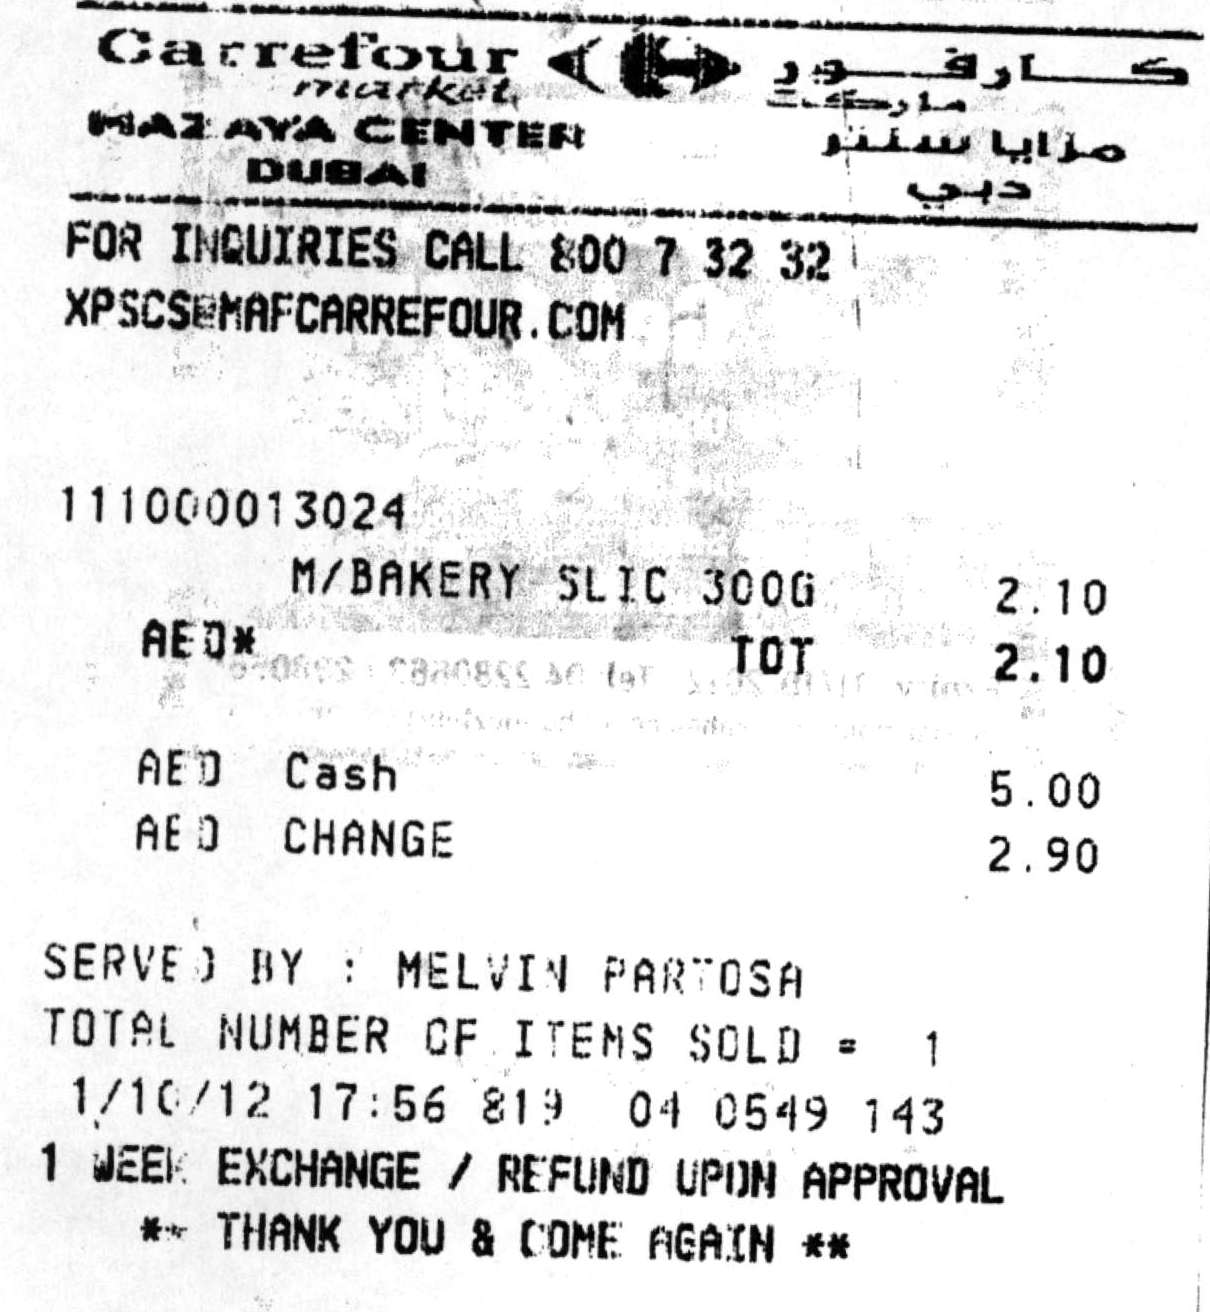 Carrefour كارفور
market ماركت
MAZAYA CENTER مزايا سنتر
DUBAI دبي
FOR INQUIRIES CALL 800 7 32 32
XPSCS@MAFCARREFOUR.COM
111000013024
M/BAKERY SLIC 300G 2.10
AED* TOT 2.10
AED Cash 5.00
AED CHANGE 2.90
SERVED BY : MELVIN PARTOSA
TOTAL NUMBER OF ITEMS SOLD = 1
1/10/12 17:56 819 04 0549 143
1 WEEK EXCHANGE / REFUND UPON APPROVAL
** THANK YOU & COME AGAIN **